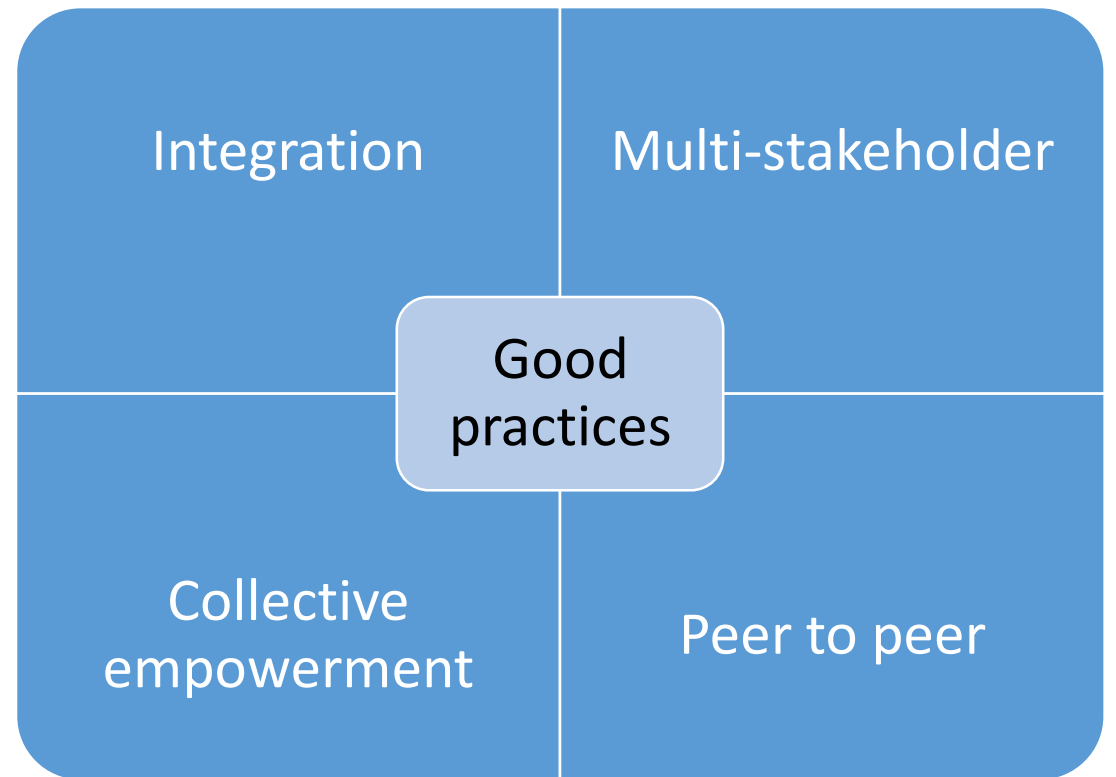 Integration
Multi-stakeholder
Good
practices
Collective
empowerment
Peer to peer